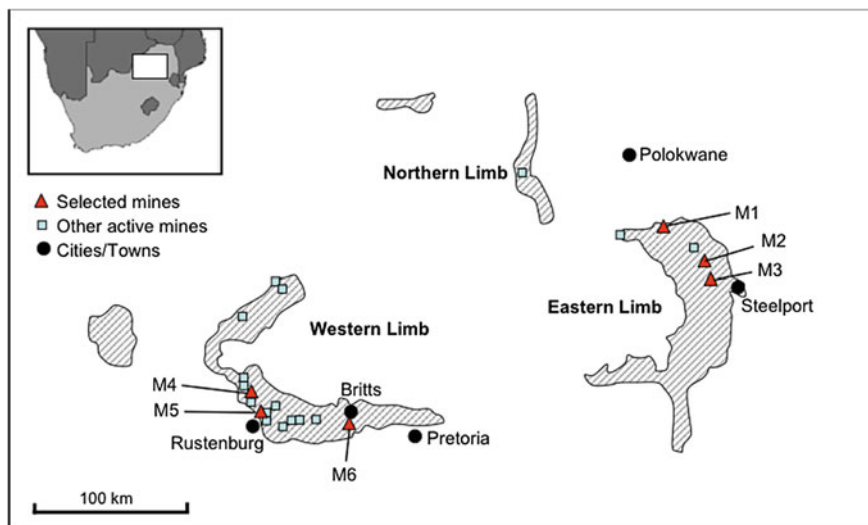 Polokwane
Northern Limb
Selected mines
Other active mines
Cities/Towns
M1
M2
M3
Eastern Limb
Steelport
Western Limb
M4
M5
Britts
Rustenburg
Pretoria
M6
100 km